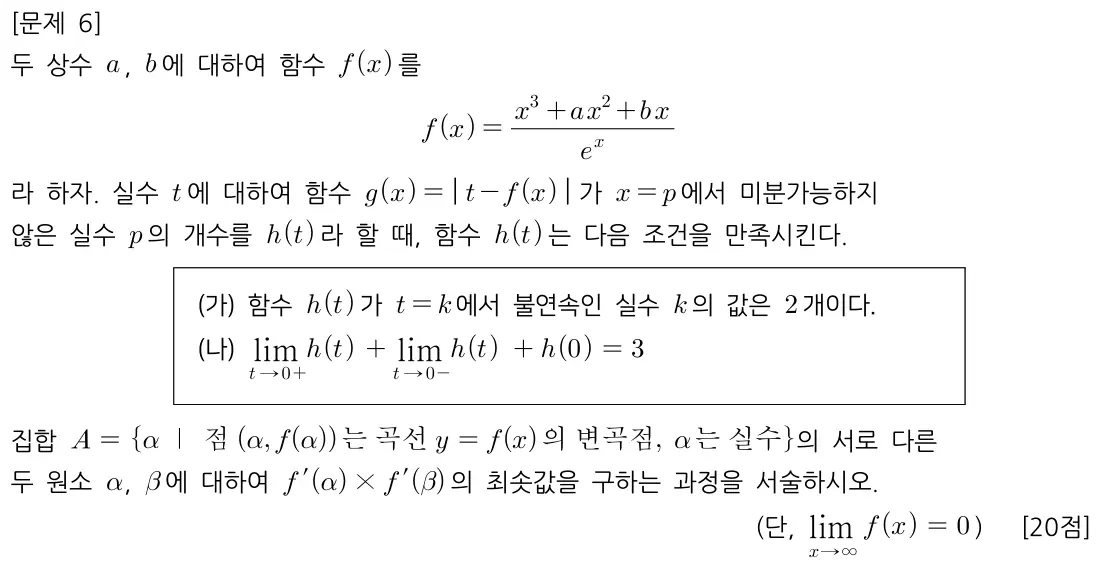 [문제 6]
두 상수 a, b에 대하여 함수 f(x)를
f(x) = \frac{x^3 + ax^2 + bx}{e^x}
라 하자. 실수 t에 대하여 함수 g(x) = | t - f(x) | 가 x = p에서 미분가능하지
않은 실수 p의 개수를 h(t)라 할 때, 함수 h(t)는 다음 조건을 만족시킨다.
(가) 함수 h(t)가 t = k에서 불연속인 실수 k의 값은 2개이다.
(나) \lim_{t→0+} h(t) + \lim_{t→0-} h(t) + h(0) = 3
집합 A = {α | 점 (α, f(α))는 곡선 y = f(x)의 변곡점, α는 실수}의 서로 다른
두 원소 α, β에 대하여 f'(α) × f'(β)의 최솟값을 구하는 과정을 서술하시오.
(단, \lim_{x→∞} f(x) = 0 ) [20점]